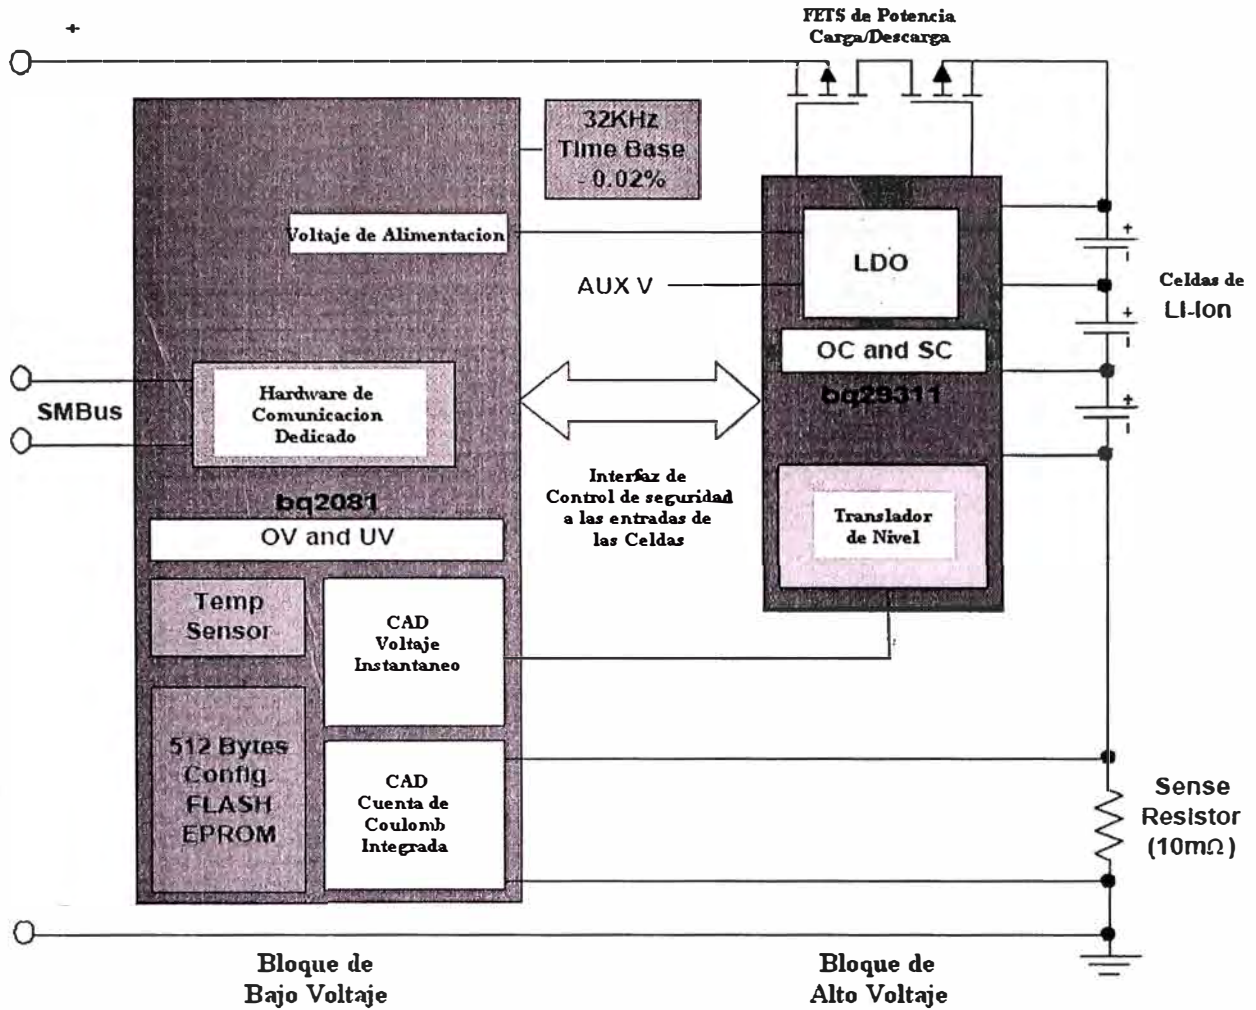 FETS de Potencia
Carga/Descarga
+
32KHz
Time Base
- 0.02%
Voltaje de Alimentacion
LDO
AUX V
Celdas de
Li-Ion
+
+
+
OC and SC
bq29311
Hardware de
Comunicacion
Dedicado
SMBus
Interfaz de
Control de seguridad
a las entradas de
las Celdas
bq2081
OV and UV
Translador
de Nivel
Temp
Sensor
CAD
Voltaje
Instantaneo
512 Bytes
Config.
FLASH
EPROM
CAD
Cuenta de
Coulomb
Integrada
Sense
Resistor
(10mΩ)
Bloque de
Bajo Voltaje
Bloque de
Alto Voltaje